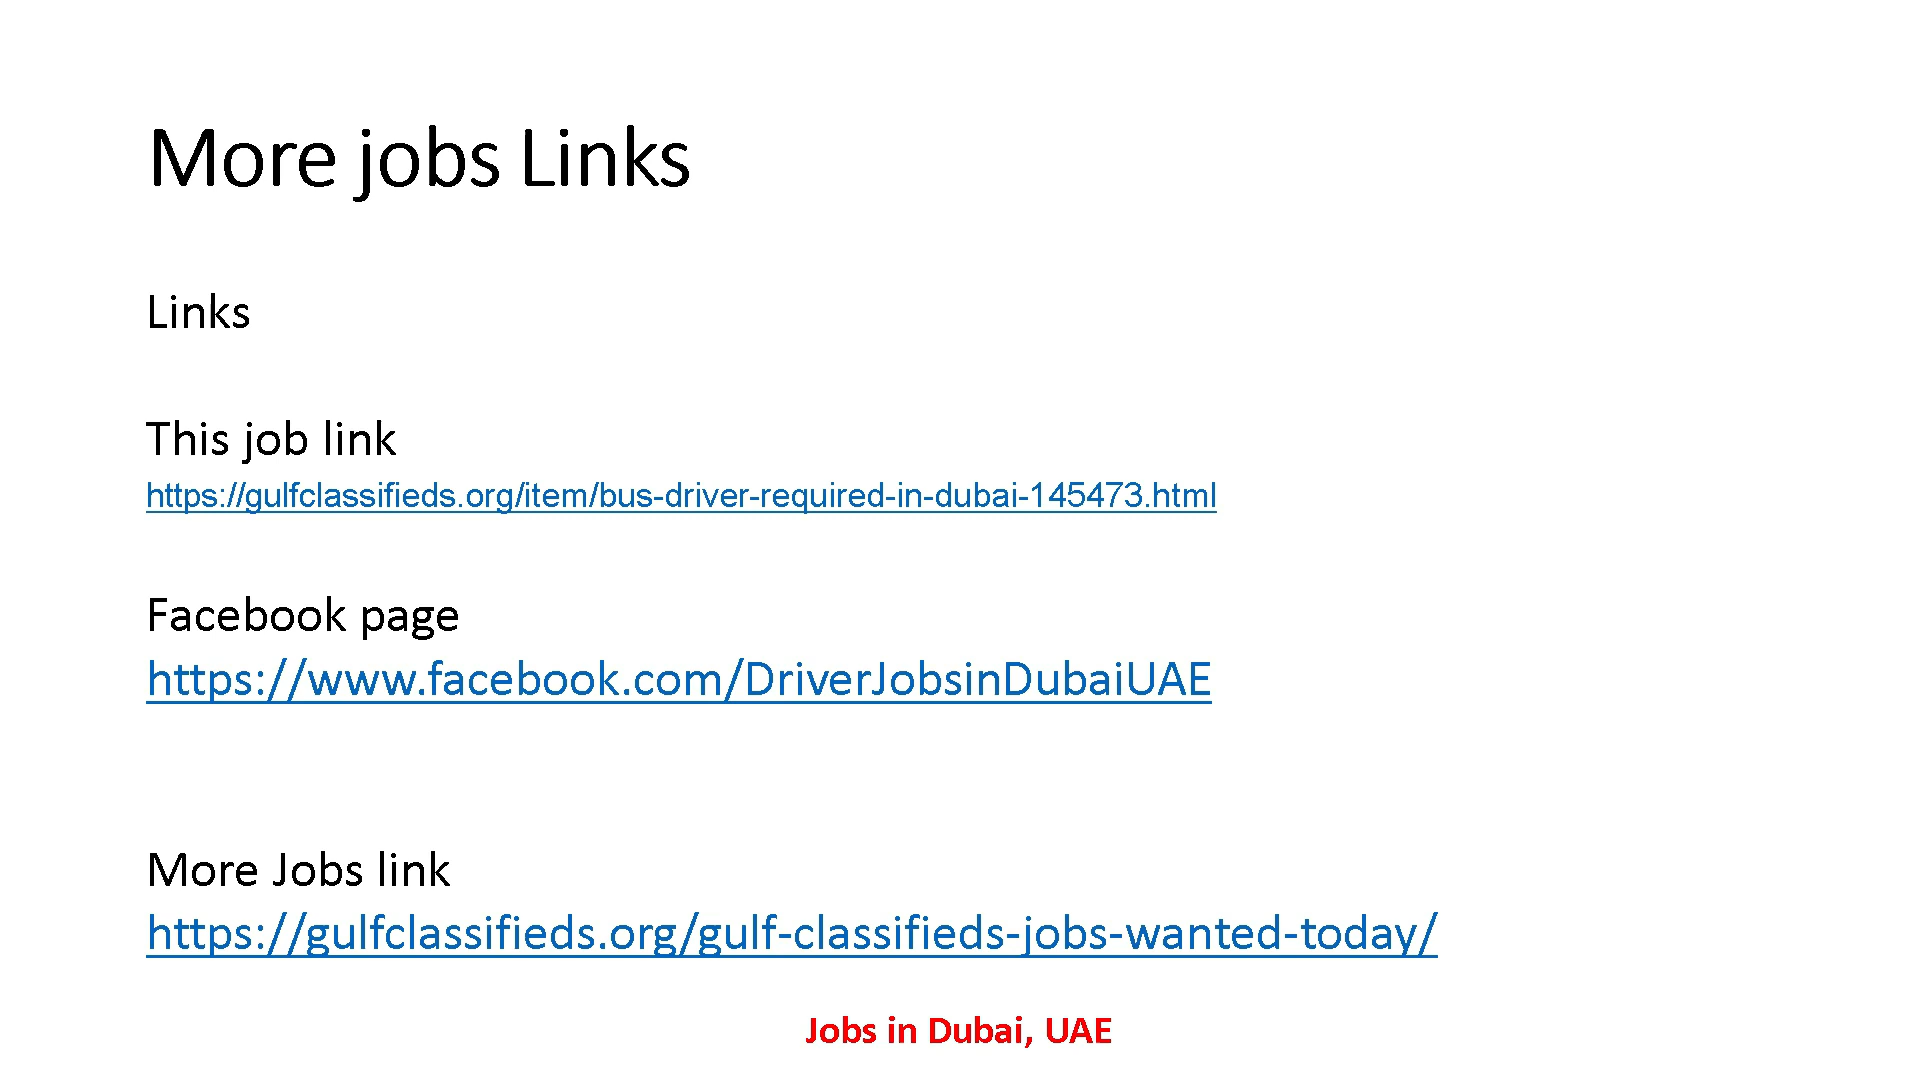 More jobs Links
Links
This job link
https://gulfclassifieds.org/item/bus-driver-required-in-dubai-145473.html
Facebook page
https://www.facebook.com/DriverJobsinDubaiUAE
More Jobs link
https://gulfclassifieds.org/gulf-classifieds-jobs-wanted-today/
Jobs in Dubai, UAE